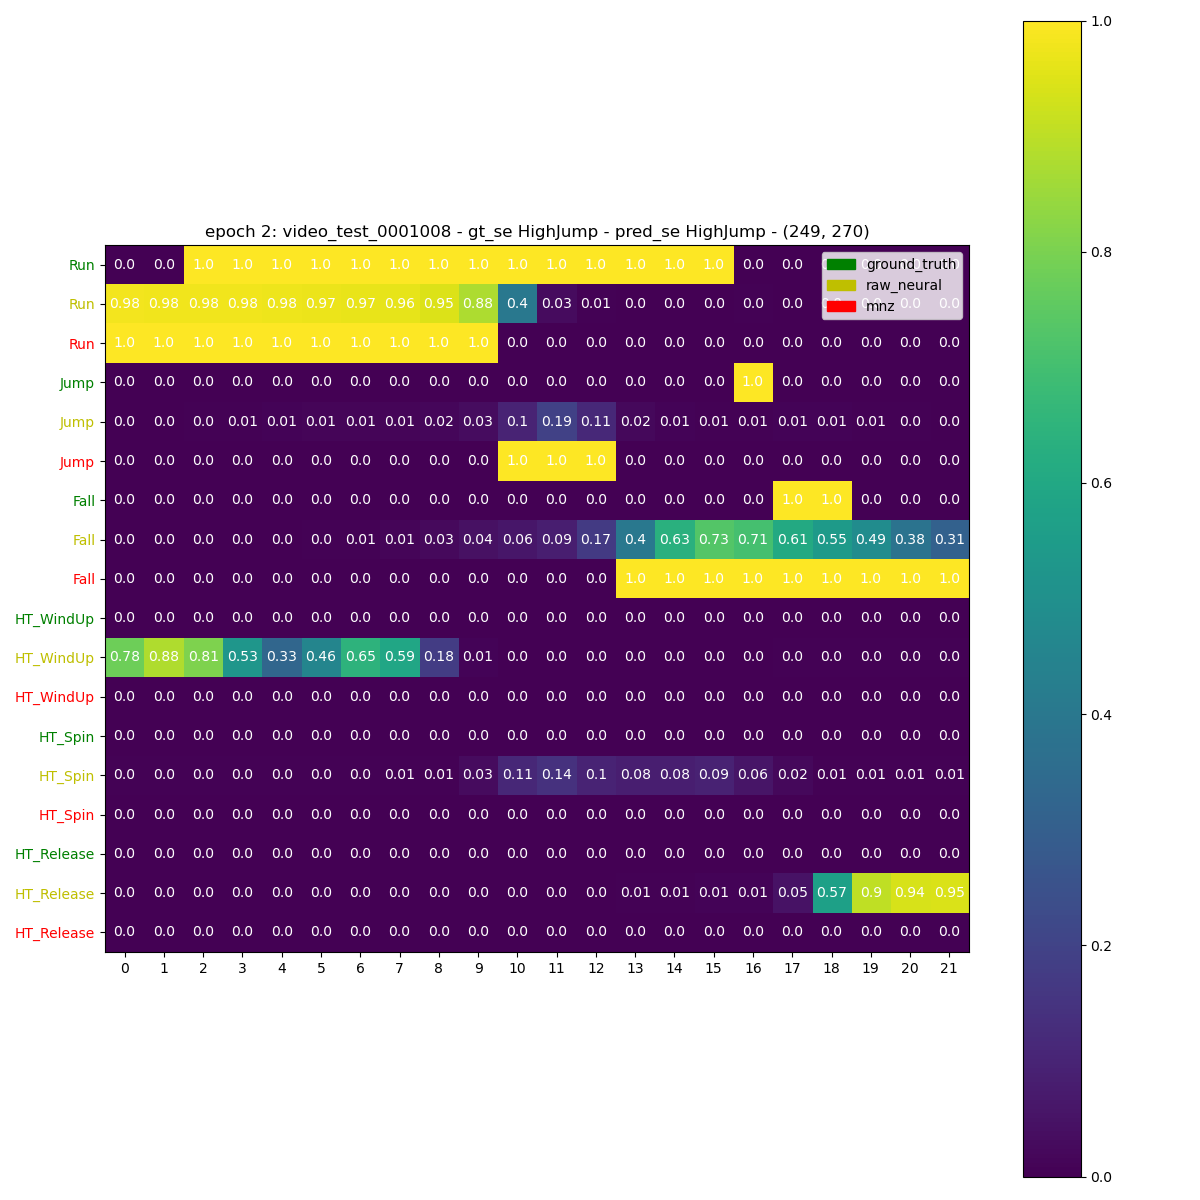 epoch 2: video_test_0001008 - gt_se HighJump - pred_se HighJump - (249, 270)
Run 0.0 0.0 1.0 1.0 1.0 1.0 1.0 1.0 1.0 1.0 1.0 1.0 1.0 1.0 1.0 1.0 0.0 0.0
ground_truth
Run 0.98 0.98 0.98 0.98 0.98 0.97 0.97 0.96 0.95 0.88 0.4 0.03 0.01 0.0 0.0 0.0 0.0 0.0
raw_neural
mnz
Run 1.0 1.0 1.0 1.0 1.0 1.0 1.0 1.0 1.0 1.0 0.0 0.0 0.0 0.0 0.0 0.0 0.0 0.0 0.0 0.0 0.0 0.0
Jump 0.0 0.0 0.0 0.0 0.0 0.0 0.0 0.0 0.0 0.0 0.0 0.0 0.0 0.0 0.0 0.0 1.0 0.0 0.0 0.0 0.0 0.0
Jump 0.0 0.0 0.0 0.01 0.01 0.01 0.01 0.01 0.02 0.03 0.1 0.19 0.11 0.02 0.01 0.01 0.01 0.01 0.01 0.01 0.0 0.0
Jump 0.0 0.0 0.0 0.0 0.0 0.0 0.0 0.0 0.0 0.0 1.0 1.0 1.0 0.0 0.0 0.0 0.0 0.0 0.0 0.0 0.0 0.0
Fall 0.0 0.0 0.0 0.0 0.0 0.0 0.0 0.0 0.0 0.0 0.0 0.0 0.0 0.0 0.0 0.0 0.0 1.0 1.0 0.0 0.0 0.0
Fall 0.0 0.0 0.0 0.0 0.0 0.0 0.01 0.01 0.03 0.04 0.06 0.09 0.17 0.4 0.63 0.73 0.71 0.61 0.55 0.49 0.38 0.31
Fall 0.0 0.0 0.0 0.0 0.0 0.0 0.0 0.0 0.0 0.0 0.0 0.0 0.0 1.0 1.0 1.0 1.0 1.0 1.0 1.0 1.0 1.0
HT_WindUp 0.0 0.0 0.0 0.0 0.0 0.0 0.0 0.0 0.0 0.0 0.0 0.0 0.0 0.0 0.0 0.0 0.0 0.0 0.0 0.0 0.0 0.0
HT_WindUp 0.78 0.88 0.81 0.53 0.33 0.46 0.65 0.59 0.18 0.01 0.0 0.0 0.0 0.0 0.0 0.0 0.0 0.0 0.0 0.0 0.0 0.0
HT_WindUp 0.0 0.0 0.0 0.0 0.0 0.0 0.0 0.0 0.0 0.0 0.0 0.0 0.0 0.0 0.0 0.0 0.0 0.0 0.0 0.0 0.0 0.0
HT_Spin 0.0 0.0 0.0 0.0 0.0 0.0 0.0 0.0 0.0 0.0 0.0 0.0 0.0 0.0 0.0 0.0 0.0 0.0 0.0 0.0 0.0 0.0
HT_Spin 0.0 0.0 0.0 0.0 0.0 0.0 0.0 0.01 0.01 0.03 0.11 0.14 0.1 0.08 0.08 0.09 0.06 0.02 0.01 0.01 0.01 0.01
HT_Spin 0.0 0.0 0.0 0.0 0.0 0.0 0.0 0.0 0.0 0.0 0.0 0.0 0.0 0.0 0.0 0.0 0.0 0.0 0.0 0.0 0.0 0.0
HT_Release 0.0 0.0 0.0 0.0 0.0 0.0 0.0 0.0 0.0 0.0 0.0 0.0 0.0 0.0 0.0 0.0 0.0 0.0 0.0 0.0 0.0 0.0
HT_Release 0.0 0.0 0.0 0.0 0.0 0.0 0.0 0.0 0.0 0.0 0.0 0.0 0.0 0.01 0.01 0.01 0.01 0.05 0.57 0.9 0.94 0.95
HT_Release 0.0 0.0 0.0 0.0 0.0 0.0 0.0 0.0 0.0 0.0 0.0 0.0 0.0 0.0 0.0 0.0 0.0 0.0 0.0 0.0 0.0 0.0
0 1 2 3 4 5 6 7 8 9 10 11 12 13 14 15 16 17 18 19 20 21
1.0
0.8
0.6
0.4
0.2
0.0